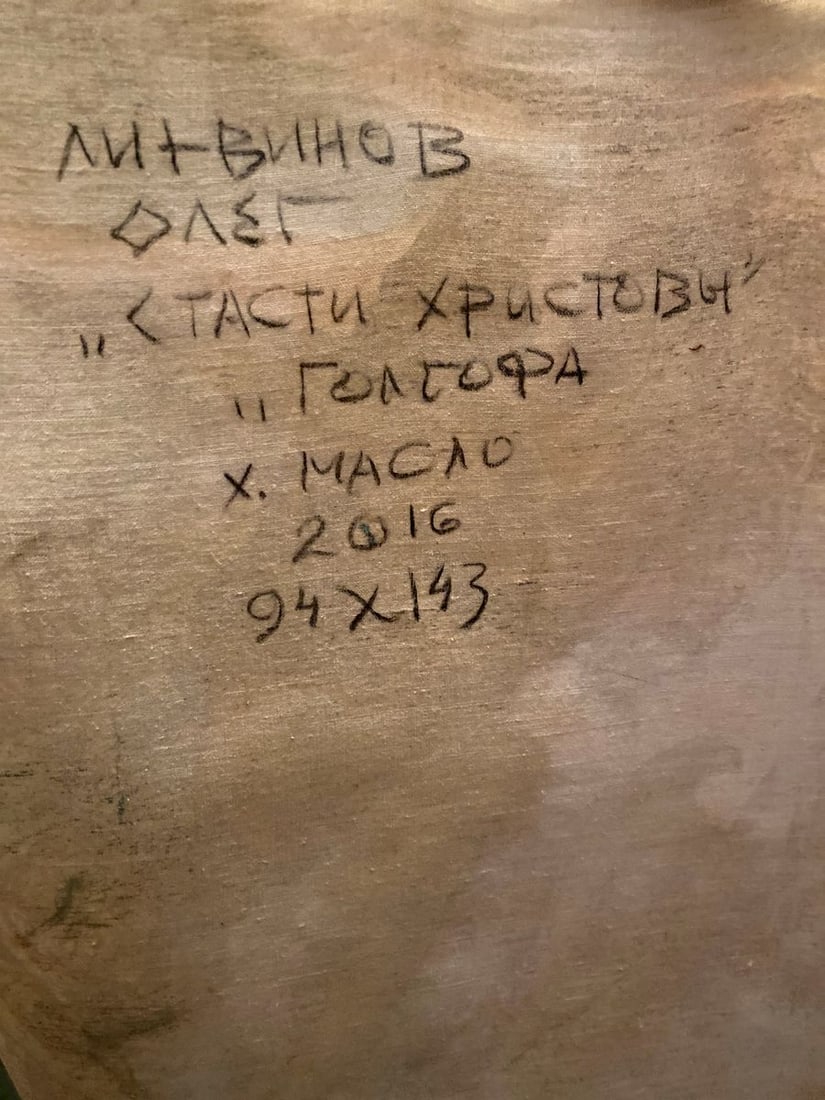 ЛИТВИНОВ
ОЛЕГ
„СТАСТИ ХРИСТОВЫ”
„ГОЛГОФА
Х. МАСЛО
2016
94Х143